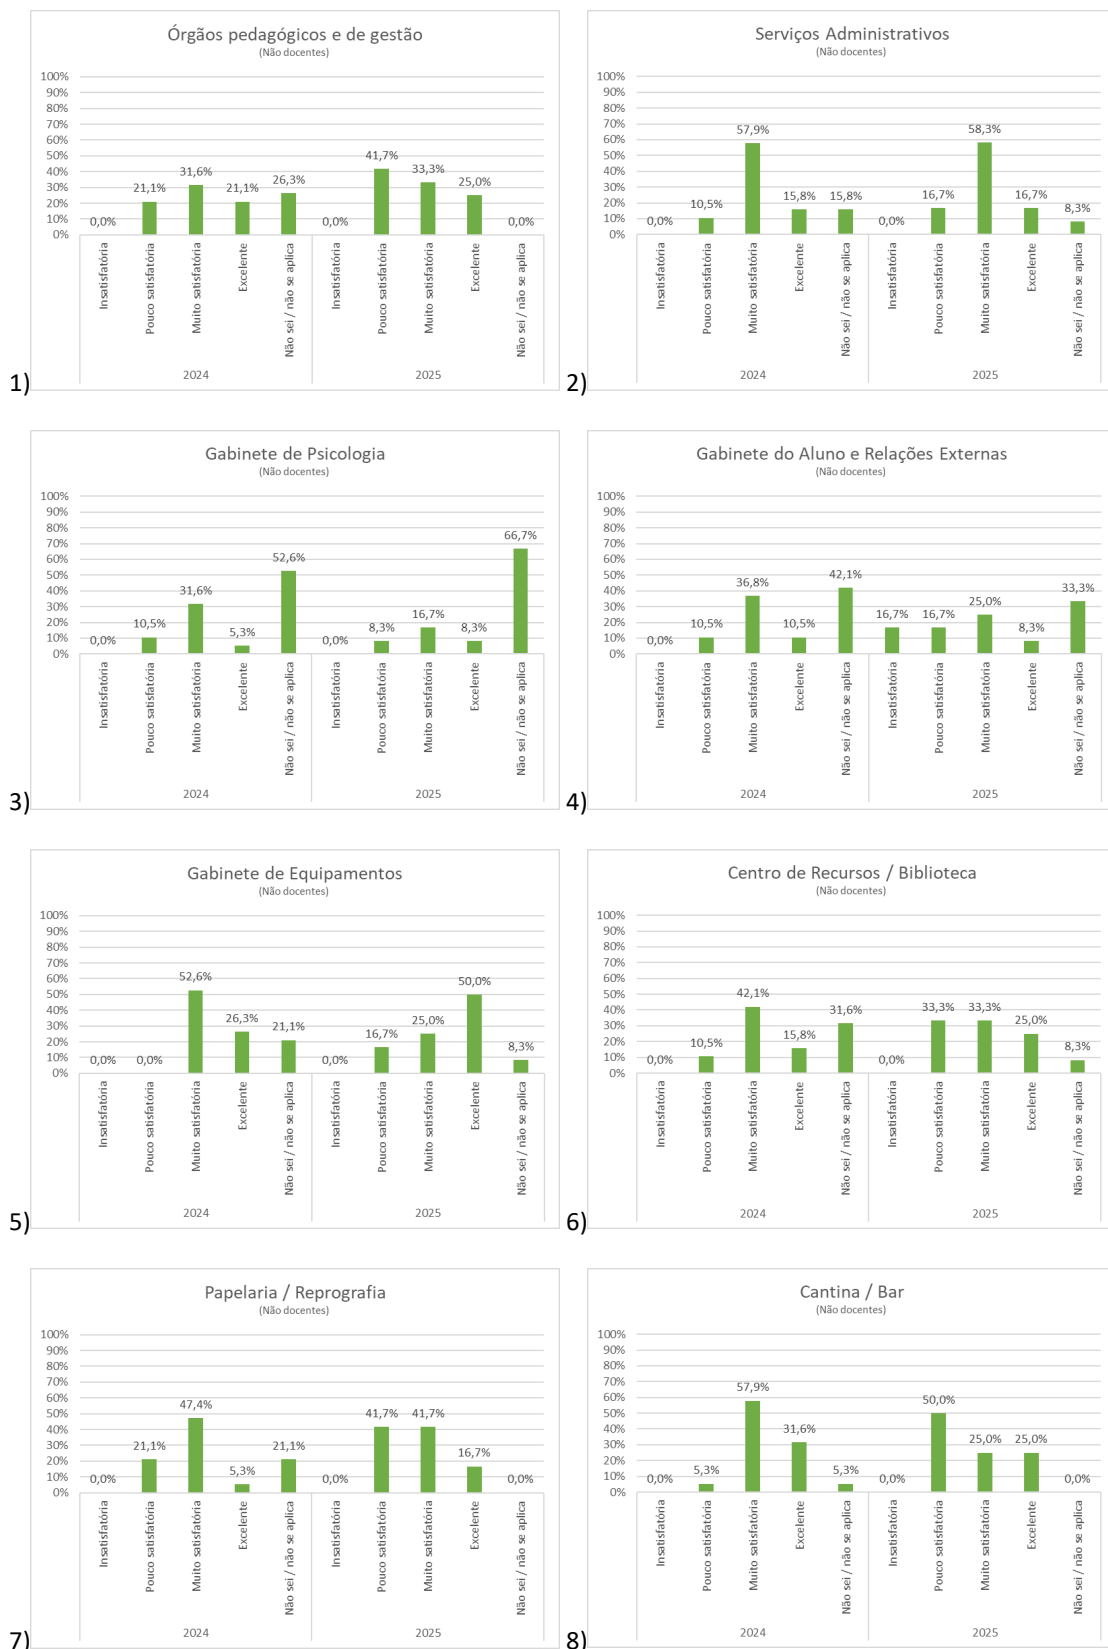 Órgãos pedagógicos e de gestão
(Não docentes)
100%
90%
80%
70%
60%
50%
40%
30%
20%
10%
0%
0,0%
21,1%
31,6%
21,1%
26,3%
0,0%
41,7%
33,3%
25,0%
0,0%
Insatisfatória
Pouco satisfatória
Muito satisfatória
Excelente
Não sei / não se aplica
Insatisfatória
Pouco satisfatória
Muito satisfatória
Excelente
Não sei / não se aplica
2024
2025
1)
Serviços Administrativos
(Não docentes)
100%
90%
80%
70%
60%
50%
40%
30%
20%
10%
0%
0,0%
10,5%
57,9%
15,8%
15,8%
0,0%
16,7%
58,3%
16,7%
8,3%
Insatisfatória
Pouco satisfatória
Muito satisfatória
Excelente
Não sei / não se aplica
Insatisfatória
Pouco satisfatória
Muito satisfatória
Excelente
Não sei / não se aplica
2024
2025
2)
Gabinete de Psicologia
(Não docentes)
100%
90%
80%
70%
60%
50%
40%
30%
20%
10%
0%
0,0%
10,5%
31,6%
5,3%
52,6%
0,0%
8,3%
16,7%
8,3%
66,7%
Insatisfatória
Pouco satisfatória
Muito satisfatória
Excelente
Não sei / não se aplica
Insatisfatória
Pouco satisfatória
Muito satisfatória
Excelente
Não sei / não se aplica
2024
2025
3)
Gabinete do Aluno e Relações Externas
(Não docentes)
100%
90%
80%
70%
60%
50%
40%
30%
20%
10%
0%
0,0%
10,5%
36,8%
10,5%
42,1%
16,7%
16,7%
25,0%
8,3%
33,3%
Insatisfatória
Pouco satisfatória
Muito satisfatória
Excelente
Não sei / não se aplica
Insatisfatória
Pouco satisfatória
Muito satisfatória
Excelente
Não sei / não se aplica
2024
2025
4)
Gabinete de Equipamentos
(Não docentes)
100%
90%
80%
70%
60%
50%
40%
30%
20%
10%
0%
0,0%
0,0%
52,6%
26,3%
21,1%
0,0%
16,7%
25,0%
50,0%
8,3%
Insatisfatória
Pouco satisfatória
Muito satisfatória
Excelente
Não sei / não se aplica
Insatisfatória
Pouco satisfatória
Muito satisfatória
Excelente
Não sei / não se aplica
2024
2025
5)
Centro de Recursos / Biblioteca
(Não docentes)
100%
90%
80%
70%
60%
50%
40%
30%
20%
10%
0%
0,0%
10,5%
42,1%
15,8%
31,6%
0,0%
33,3%
33,3%
25,0%
8,3%
Insatisfatória
Pouco satisfatória
Muito satisfatória
Excelente
Não sei / não se aplica
Insatisfatória
Pouco satisfatória
Muito satisfatória
Excelente
Não sei / não se aplica
2024
2025
6)
Papelaria / Reprografia
(Não docentes)
100%
90%
80%
70%
60%
50%
40%
30%
20%
10%
0%
0,0%
21,1%
47,4%
5,3%
21,1%
0,0%
41,7%
41,7%
16,7%
0,0%
Insatisfatória
Pouco satisfatória
Muito satisfatória
Excelente
Não sei / não se aplica
Insatisfatória
Pouco satisfatória
Muito satisfatória
Excelente
Não sei / não se aplica
2024
2025
7)
Cantina / Bar
(Não docentes)
100%
90%
80%
70%
60%
50%
40%
30%
20%
10%
0%
0,0%
5,3%
57,9%
31,6%
5,3%
0,0%
50,0%
25,0%
25,0%
0,0%
Insatisfatória
Pouco satisfatória
Muito satisfatória
Excelente
Não sei / não se aplica
Insatisfatória
Pouco satisfatória
Muito satisfatória
Excelente
Não sei / não se aplica
2024
2025
8)